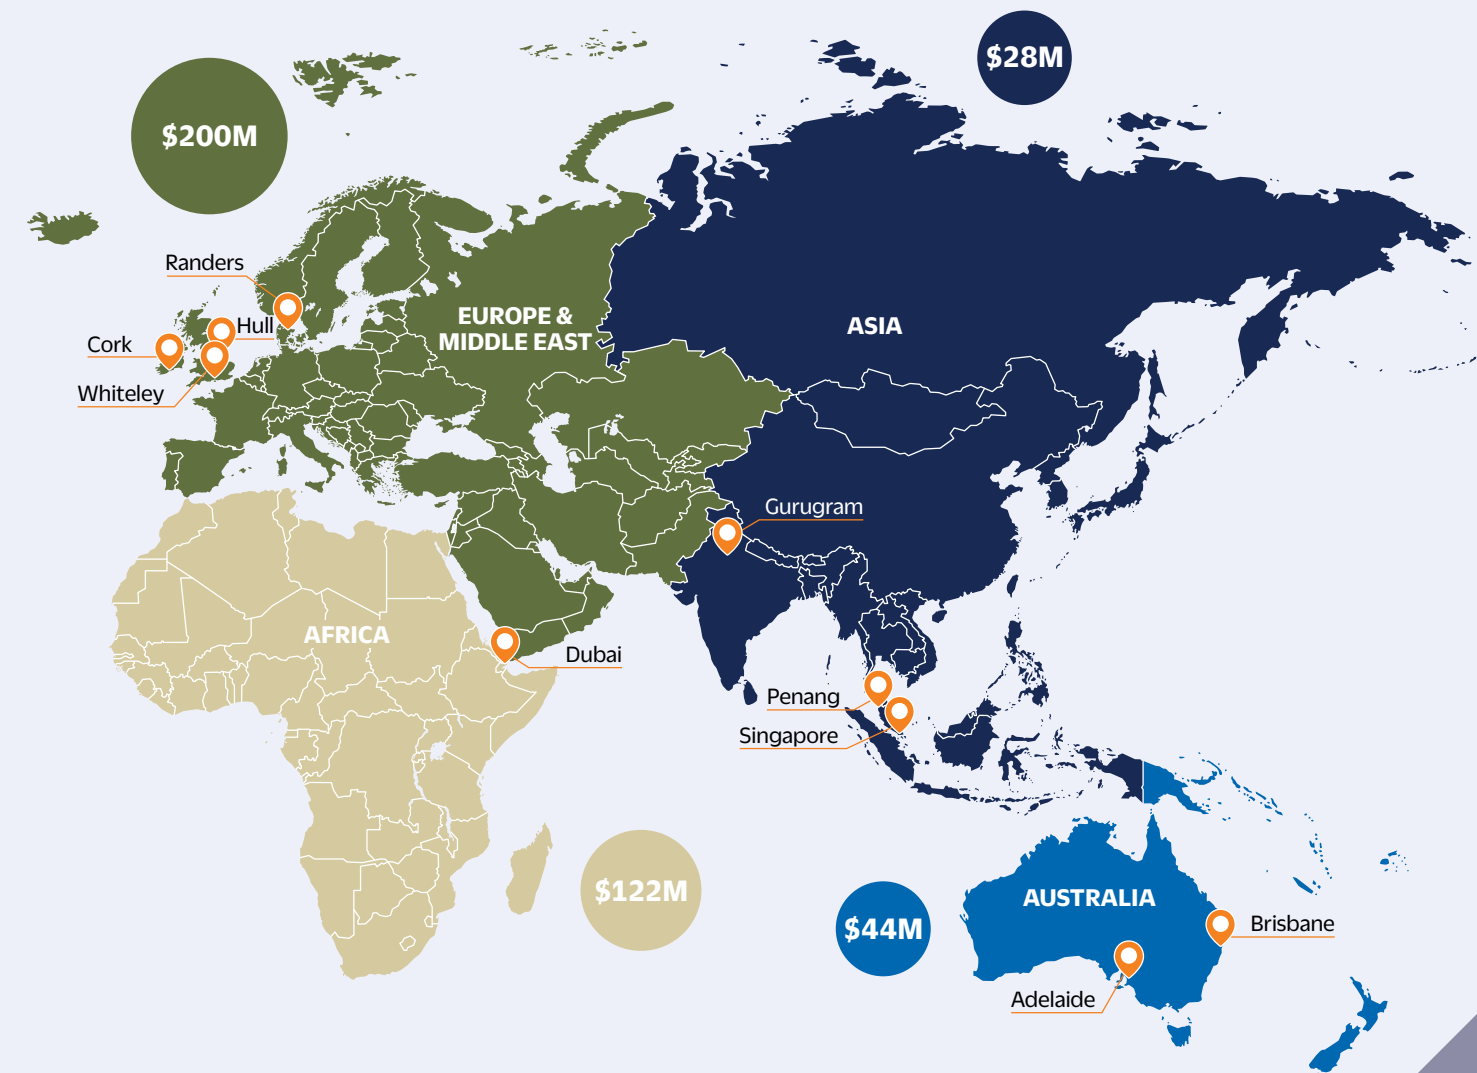 $28M
$200M
Randers
Hull
Cork
Whiteley
EUROPE &
MIDDLE EAST
ASIA
Gurugram
AFRICA
Dubai
Penang
Singapore
$122M
$44M
AUSTRALIA
Brisbane
Adelaide